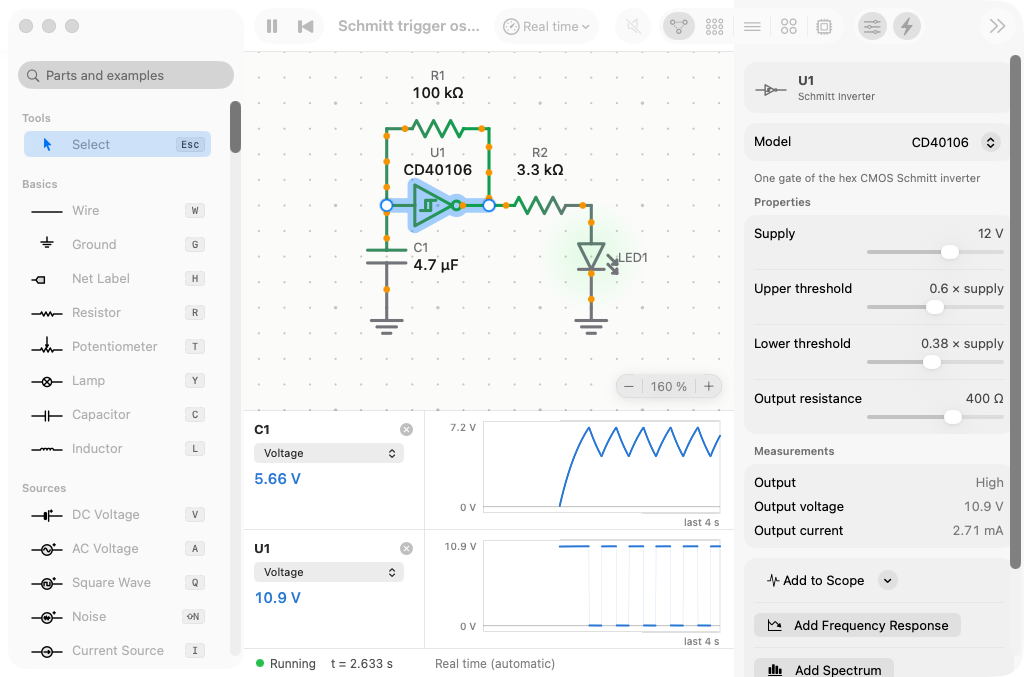 Schmitt trigger os...
Real time
Parts and examples
Tools
Select Esc
Basics
Wire W
Ground G
Net Label H
Resistor R
Potentiometer T
Lamp Y
Capacitor C
Inductor L
Sources
DC Voltage V
AC Voltage A
Square Wave Q
Noise ⇧N
Current Source I
R1
100 kΩ
U1
CD40106
R2
3.3 kΩ
C1
4.7 µF
LED1
160 %
C1
Voltage
5.66 V
7.2 V
0 V
last 4 s
U1
Voltage
10.9 V
10.9 V
0 V
last 4 s
Running t = 2.633 s Real time (automatic)
U1
Schmitt Inverter
Model CD40106
One gate of the hex CMOS Schmitt inverter
Properties
Supply 12 V
Upper threshold 0.6 × supply
Lower threshold 0.38 × supply
Output resistance 400 Ω
Measurements
Output High
Output voltage 10.9 V
Output current 2.71 mA
Add to Scope
Add Frequency Response
Add Spectrum